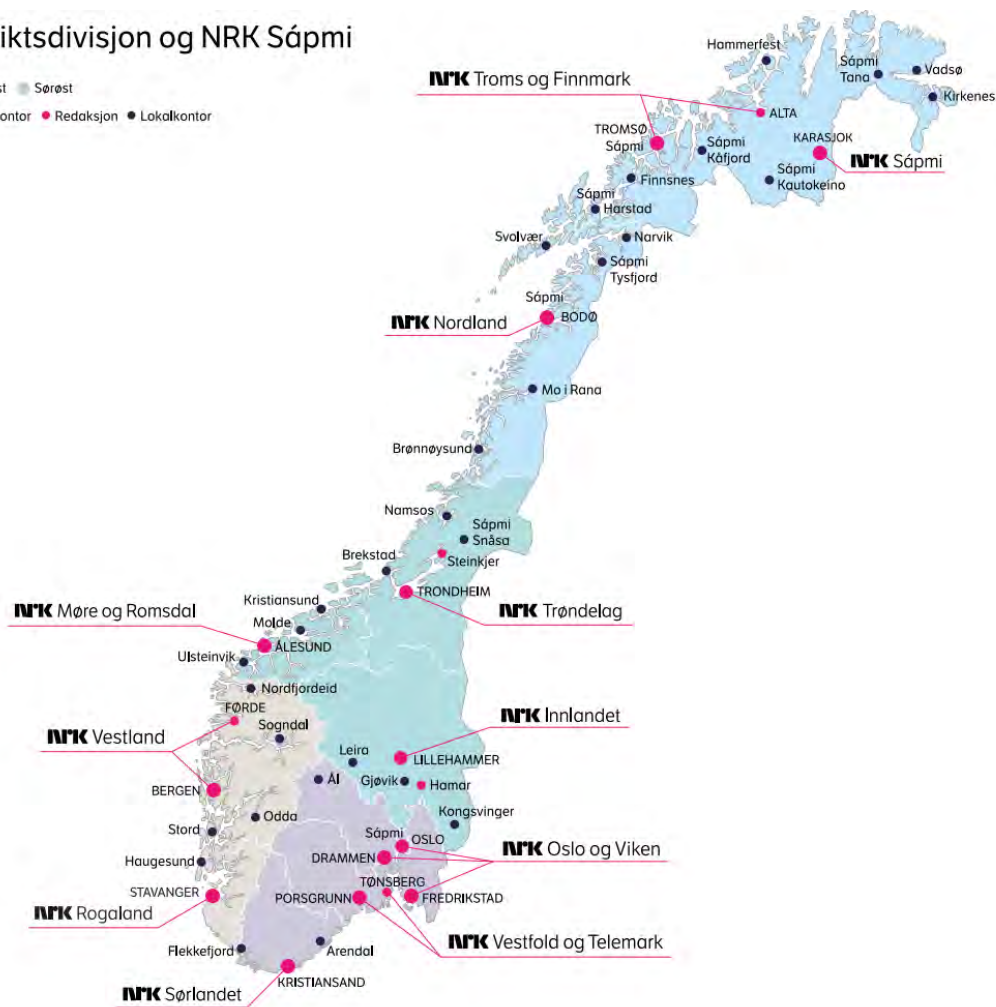 iktsdivisjon og NRK Sápmi
st Sørøst
ontor Redaksjon Lokalkontor
Hammerfest
Sápmi
Tana
Vadsø
Kirkenes
NRK Troms og Finnmark
ALTA
TROMSØ
Sápmi
Sápmi
Kåfjord
KARASJOK
NRK Sápmi
Sápmi
Kautokeino
Finnsnes
Sápmi
Harstad
Svolvær
Narvik
Sápmi
Tysfjord
Sápmi
BODØ
NRK Nordland
Mo i Rana
Brønnøysund
Namsos
Sápmi
Snåsa
Steinkjer
Brekstad
TRONDHEIM
NRK Trøndelag
Kristiansund
NRK Møre og Romsdal
Molde
ÅLESUND
Ulsteinvik
Nordfjordeid
FØRDE
Sogndal
NRK Innlandet
NRK Vestland
Leira
LILLEHAMMER
Ål
Gjøvik
Hamar
BERGEN
Kongsvinger
Odda
Stord
Sápmi
OSLO
NRK Oslo og Viken
Haugesund
DRAMMEN
TØNSBERG
STAVANGER
PORSGRUNN
FREDRIKSTAD
NRK Rogaland
NRK Vestfold og Telemark
Flekkefjord
Arendal
KRISTIANSAND
NRK Sørlandet